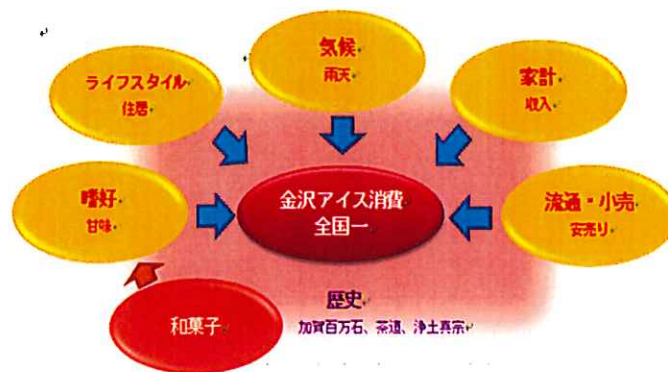 気候
雨天
ライフスタイル
住居
家計
収入
嗜好
甘味
金沢アイス消費
全国一
流通・小売
安売り
和菓子
歴史
加賀百万石、茶道、浄土真宗